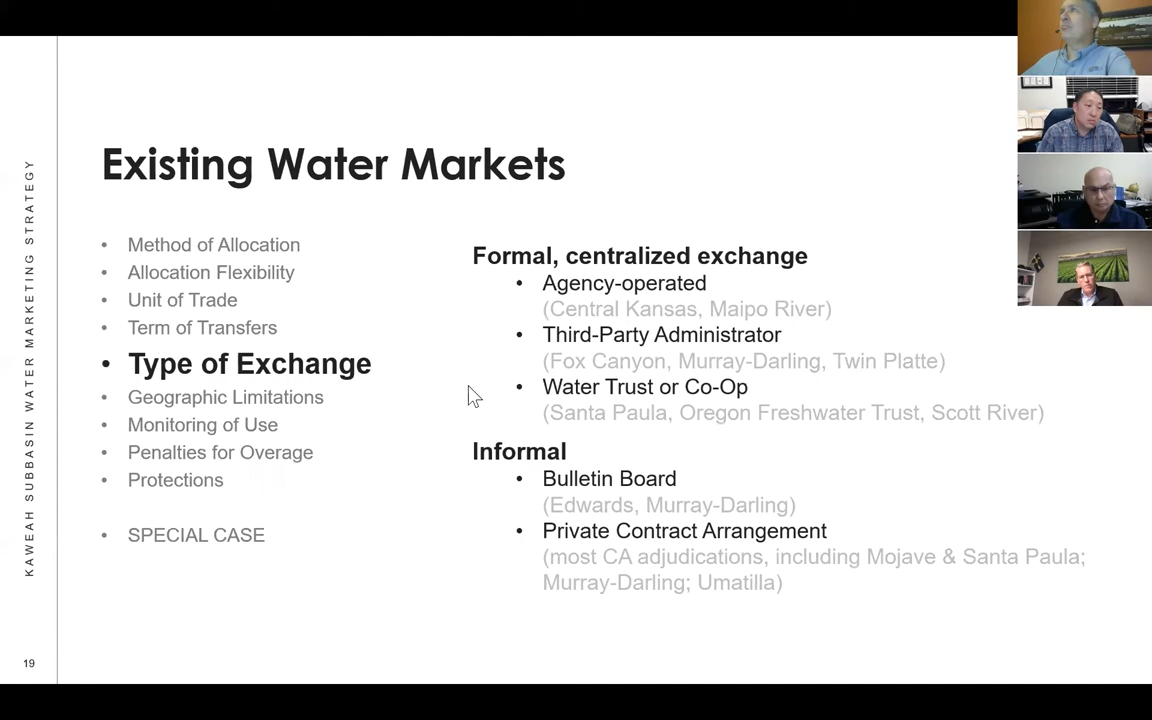 KAWEAH SUBBASIN WATER MARKETING STRATEGY
Existing Water Markets
• Method of Allocation
• Allocation Flexibility
• Unit of Trade
• Term of Transfers
• Type of Exchange
• Geographic Limitations
• Monitoring of Use
• Penalties for Overage
• Protections
• SPECIAL CASE
Formal, centralized exchange
• Agency-operated
(Central Kansas, Maipo River)
• Third-Party Administrator
(Fox Canyon, Murray-Darling, Twin Platte)
• Water Trust or Co-Op
(Santa Paula, Oregon Freshwater Trust, Scott River)
Informal
• Bulletin Board
(Edwards, Murray-Darling)
• Private Contract Arrangement
(most CA adjudications, including Mojave & Santa Paula;
Murray-Darling; Umatilla)
19